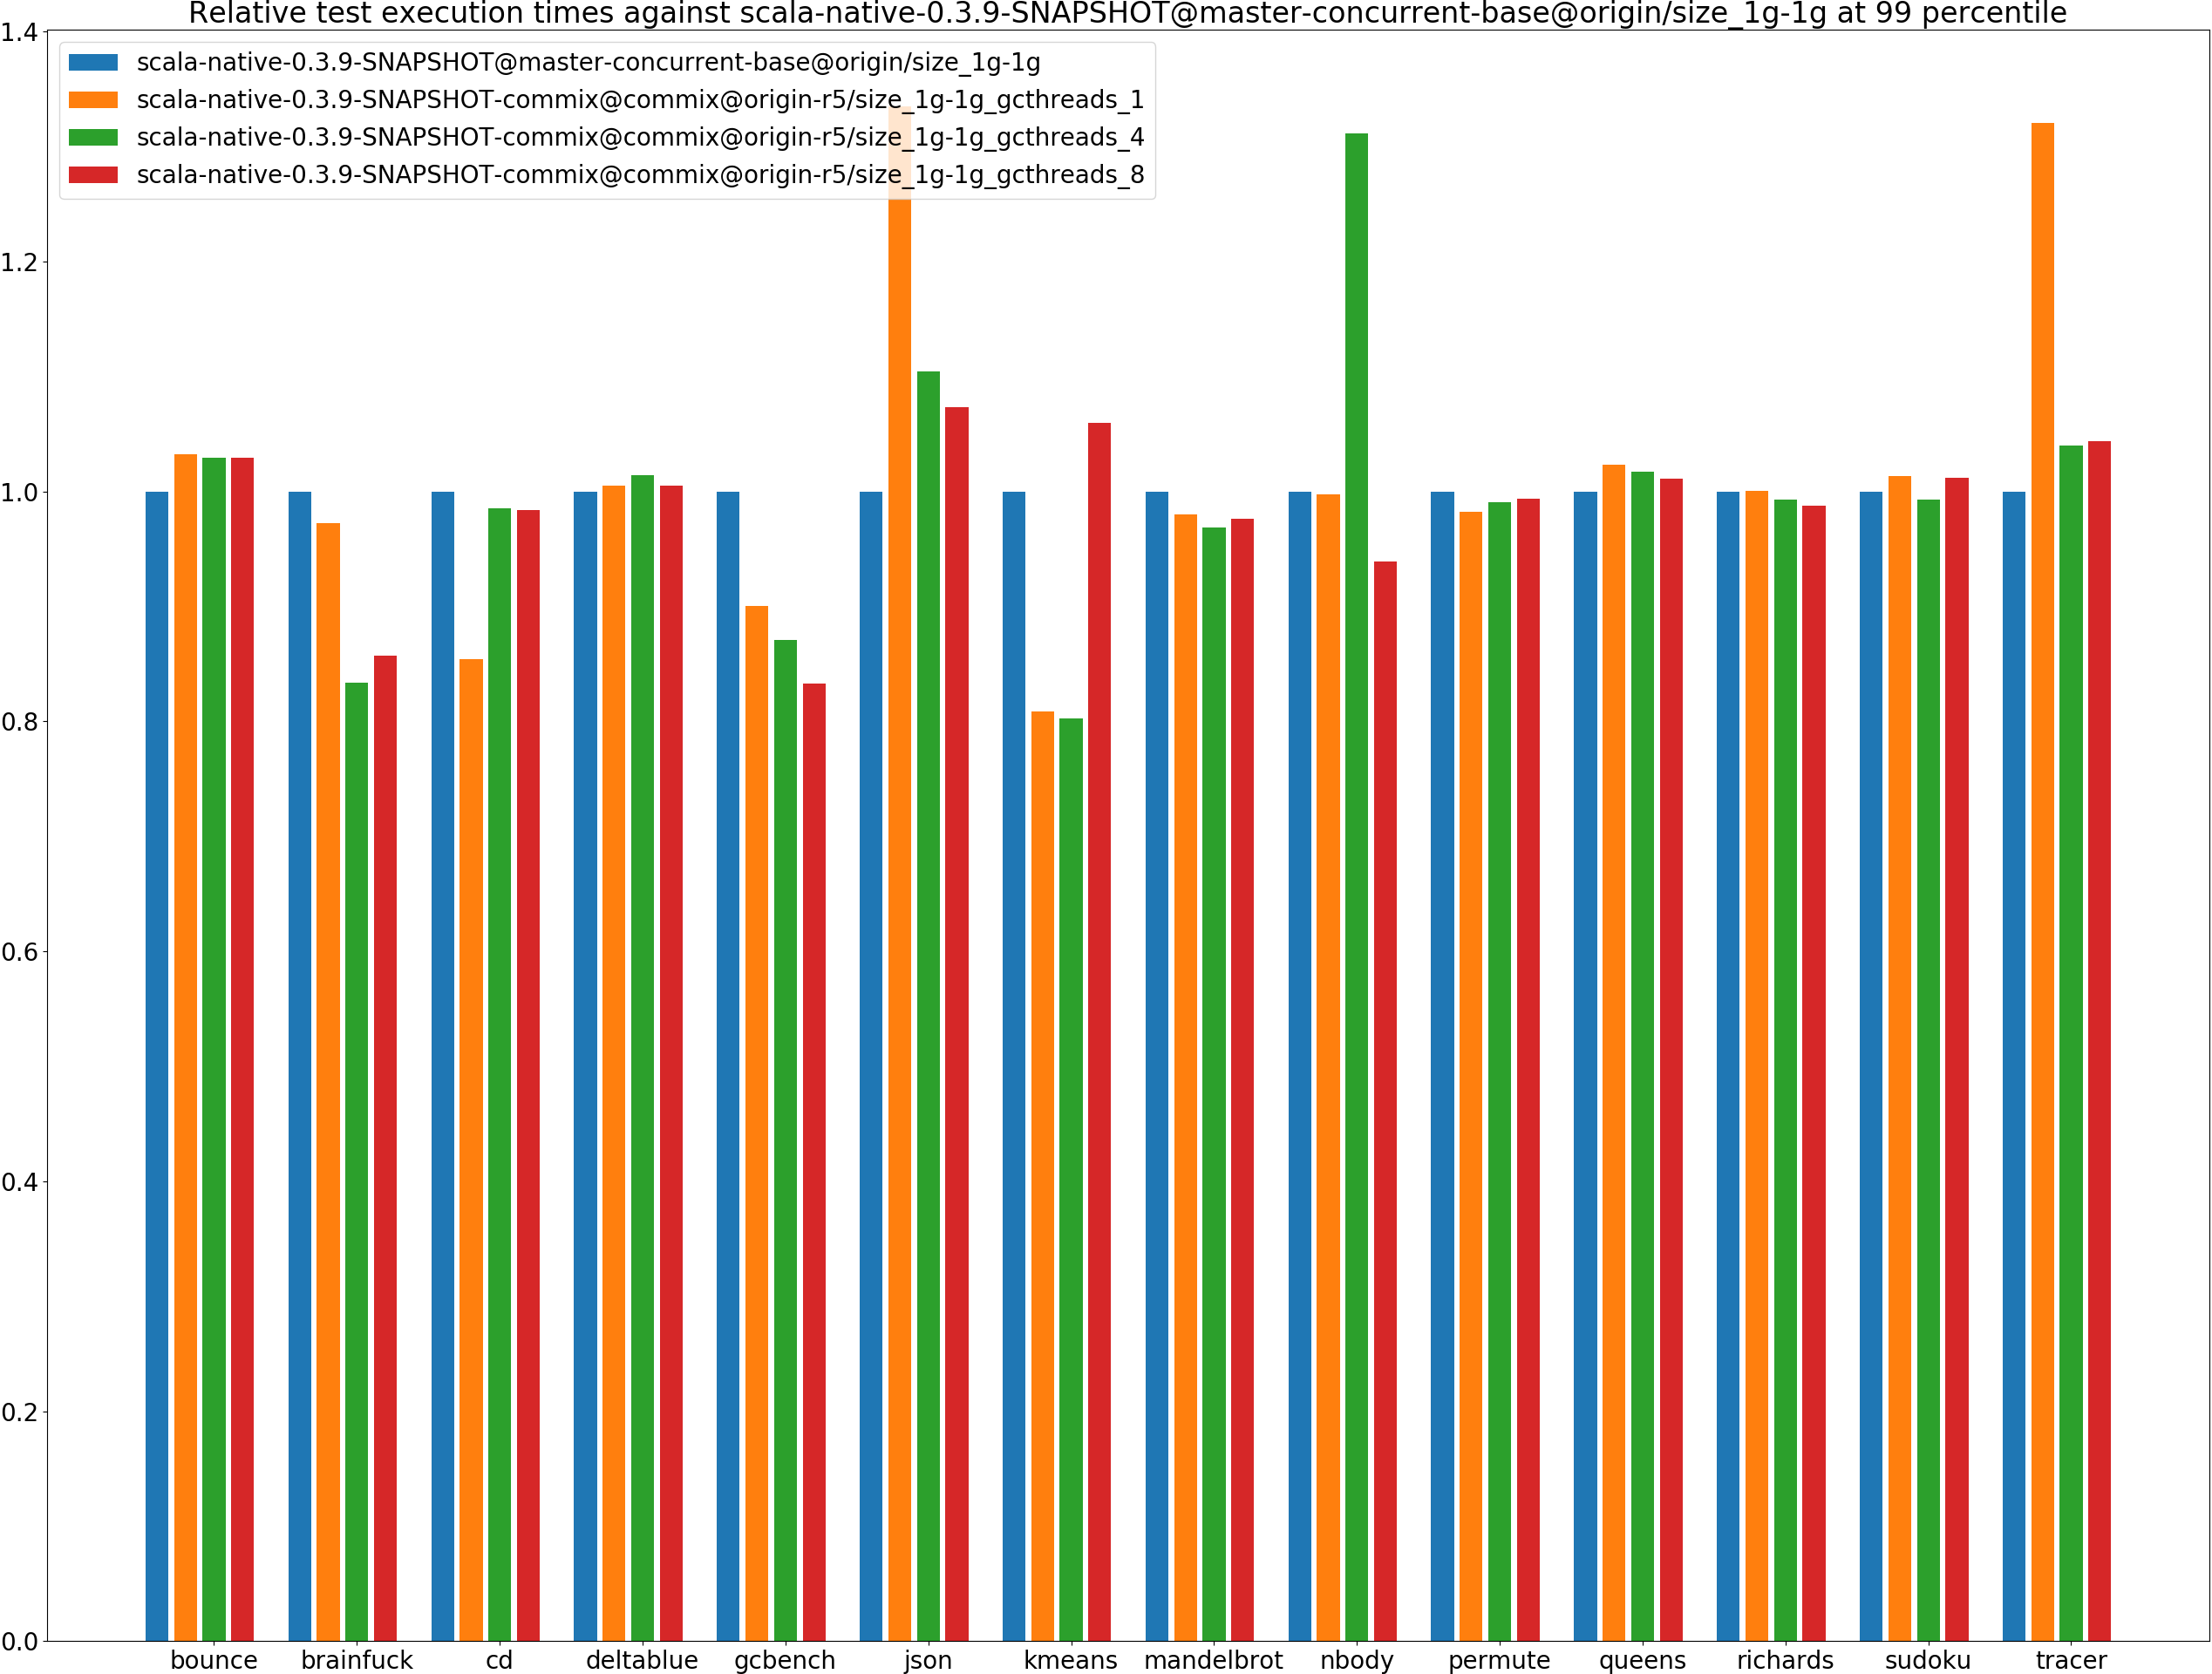 Relative test execution times against scala-native-0.3.9-SNAPSHOT@master-concurrent-base@origin/size_1g-1g at 99 percentile
scala-native-0.3.9-SNAPSHOT@master-concurrent-base@origin/size_1g-1g
scala-native-0.3.9-SNAPSHOT-commix@commix@origin-r5/size_1g-1g_gcthreads_1
scala-native-0.3.9-SNAPSHOT-commix@commix@origin-r5/size_1g-1g_gcthreads_4
scala-native-0.3.9-SNAPSHOT-commix@commix@origin-r5/size_1g-1g_gcthreads_8
1.4
1.2
1.0
0.8
0.6
0.4
0.2
0.0
bounce brainfuck cd deltablue gcbench json kmeans mandelbrot nbody permute queens richards sudoku tracer